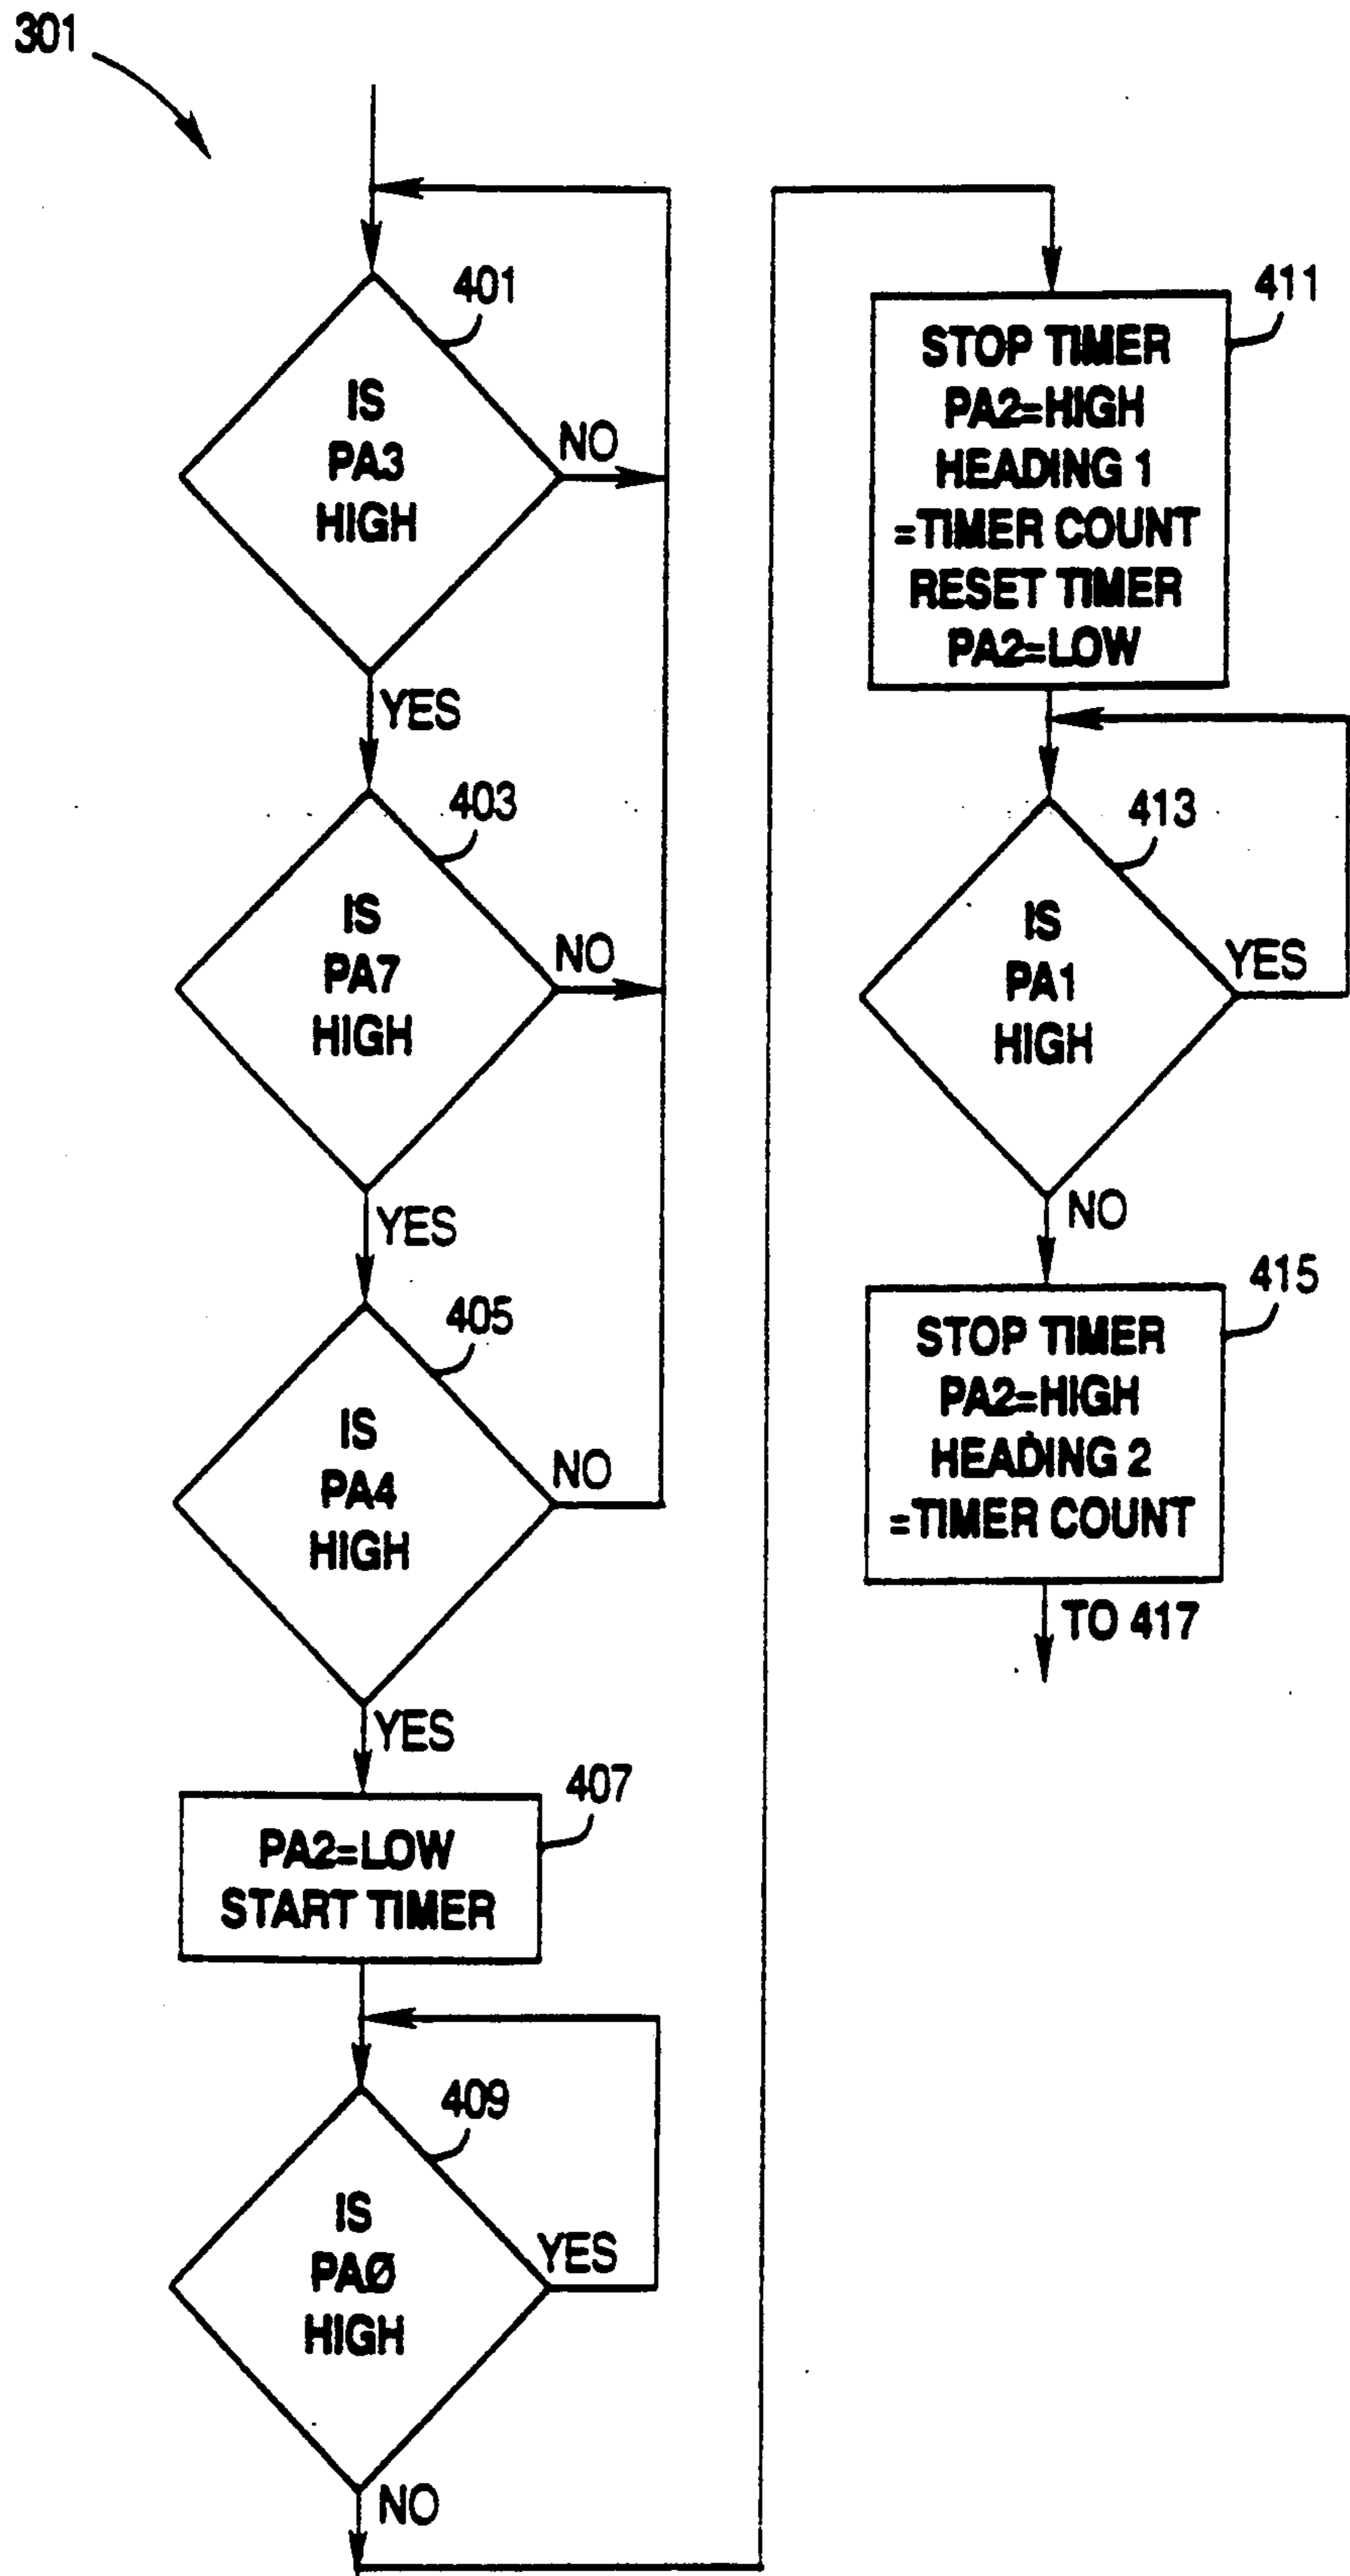 301
401
IS
PA3
HIGH
NO
YES
403
IS
PA7
HIGH
NO
YES
405
IS
PA4
HIGH
NO
YES
407
PA2=LOW
START TIMER
409
IS
PAØ
HIGH
YES
NO
411
STOP TIMER
PA2=HIGH
HEADING 1
=TIMER COUNT
RESET TIMER
PA2=LOW
413
IS
PA1
HIGH
YES
NO
415
STOP TIMER
PA2=HIGH
HEADING 2
=TIMER COUNT
TO 417